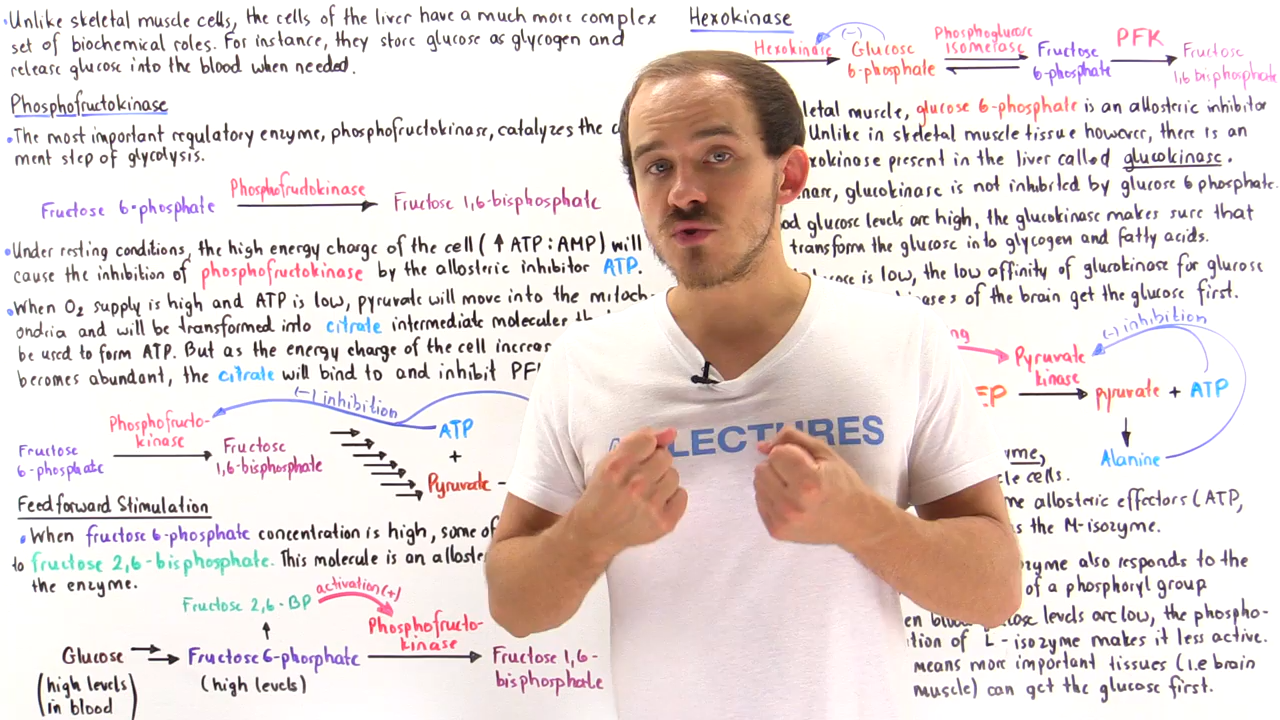 •Unlike skeletal muscle cells, the cells of the liver have a much more complex
set of biochemical roles. For instance, they store glucose as glycogen and
release glucose into the blood when needed.
Phosphofructokinase
•The most important regulatory enzyme, phosphofructokinase, catalyzes the
ment step of glycolysis.
Phosphofrudokinase
Fructose 6-phosphate
Fructose 1,6-bisphosphate
•Under resting conditions, the high energy charge of the cell (↑ ATP:AMP) will
cause the inhibition of phosphofructokinase by the allosteric inhibitor ATP.
•When O2 supply is high and ATP is low, pyruvate will move into the mitoch-
ondria and will be transformed into citrate intermediate molecules
be used to form ATP. But as the energy charge of the cell increas
becomes abundant, the citrate will bind to and inhibit PF
(-) inhibition
Phosphofructo-
kinase
Fructose
6-phosphate
Fructose
1,6-bisphosphate
ATP
+
Pyruvate
Feedforward Stimulation
•When fructose 6-phosphate concentration is high, some of
to fructose 2,6-bisphosphate. This molecule is an alloste
the enzyme.
Fructose 2,6-BP
activation (+)
Phosphofructo-
kinase
Glucose
Fructose 6-phosphate
Fructose 1,6-
bisphosphate
(high levels
in blood)
(high levels)
LECTURES
Hexokinase
(-)
Hexokinase
Glucose
6-phosphate
Phosphoglucose
isomerase
Fructose
6-phosphate
PFK
Fructose
1,6 bisphosphate
letal muscle, glucose 6-phosphate is an allosteric inhibitor
Unlike in skeletal muscle tissue however, there is an
xokinase present in the liver called glucokinase.
nase, glucokinase is not inhibited by glucose 6 phosphate.
od glucose levels are high, the glucokinase makes sure that
transform the glucose into glycogen and fatty acids.
ucose is low, the low affinity of glucokinase for glucose
nases of the brain get the glucose first.
(-) inhibition
ng
Pyruvate
kinase
EP
pyruvate + ATP
Alanine
yme,
cle cells.
me allosteric effectors (ATP,
s the M-isozyme.
zyme also responds to the
of a phosphoryl group
en blood glucose levels are low, the phospho-
tion of L-isozyme makes it less active.
means more important tissues (i.e brain
muscle) can get the glucose first.